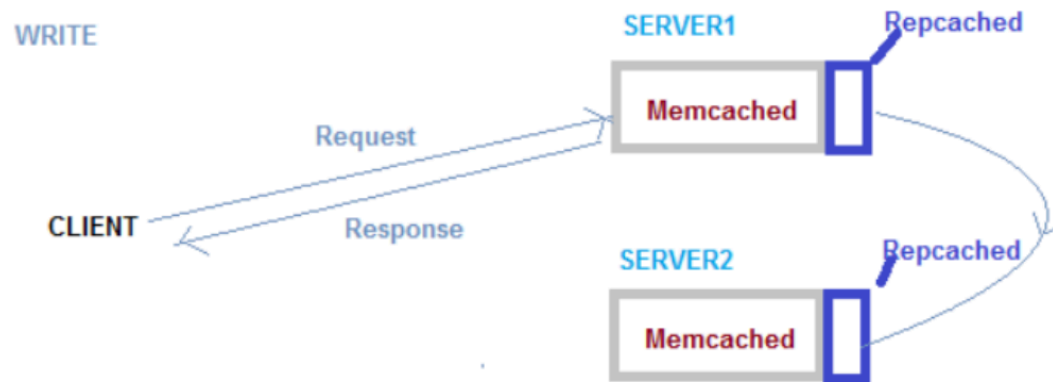 WRITE
SERVER1
Repcached
Memcached
Request
CLIENT
Response
SERVER2
Repcached
Memcached